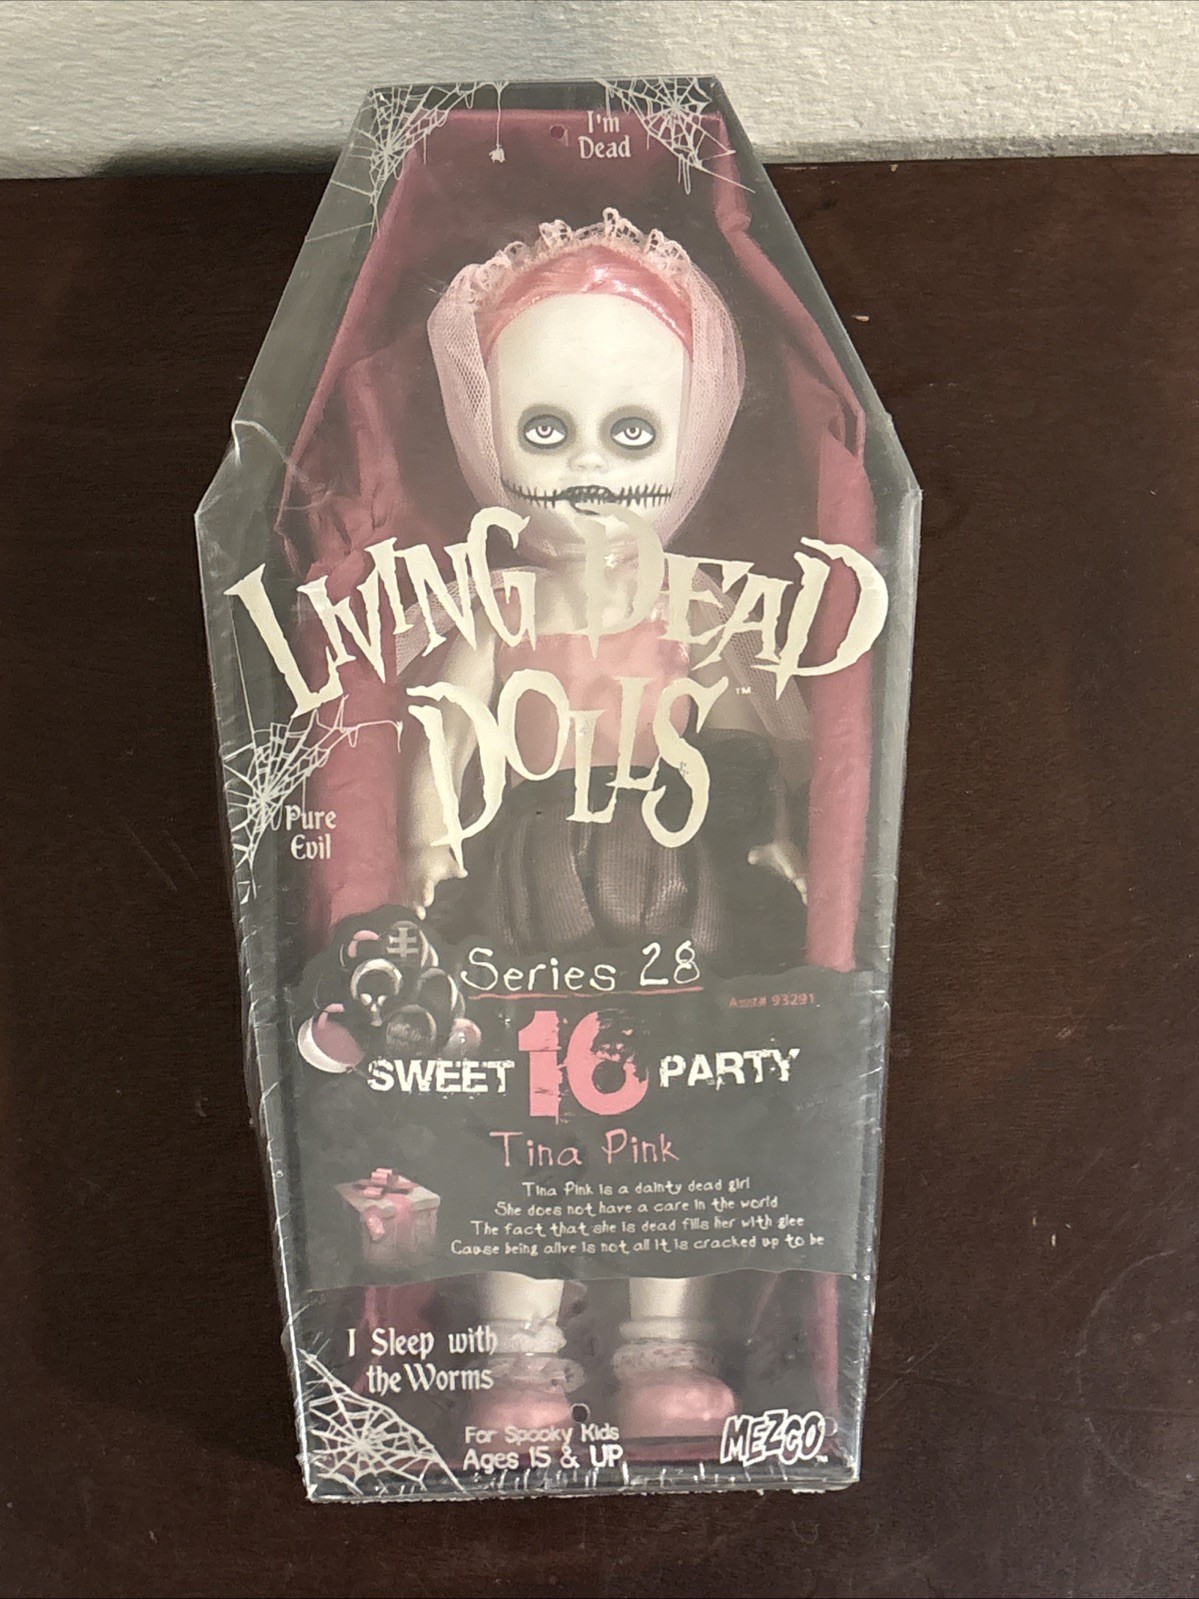 I'm
Dead
LIVING DEAD
DOLLS™
Pure
Evil
Series 28
Asst# 93291
SWEET 16 PARTY
Tina Pink
Tina Pink is a dainty dead girl
She does not have a care in the world
The fact that she is dead fills her with glee
Cause being alive is not all it is cracked up to be
I Sleep with
the Worms
For Spooky Kids
Ages 15 & UP
MEZCO™